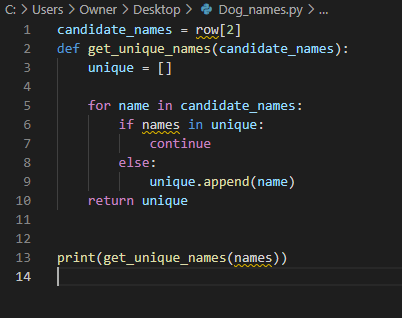 C: > Users > Owner > Desktop > Dog_names.py > ...
1 candidate_names = row[2]
2 def get_unique_names(candidate_names):
3     unique = []
4
5     for name in candidate_names:
6         if names in unique:
7             continue
8         else:
9             unique.append(name)
10     return unique
11
12
13 print(get_unique_names(names))
14